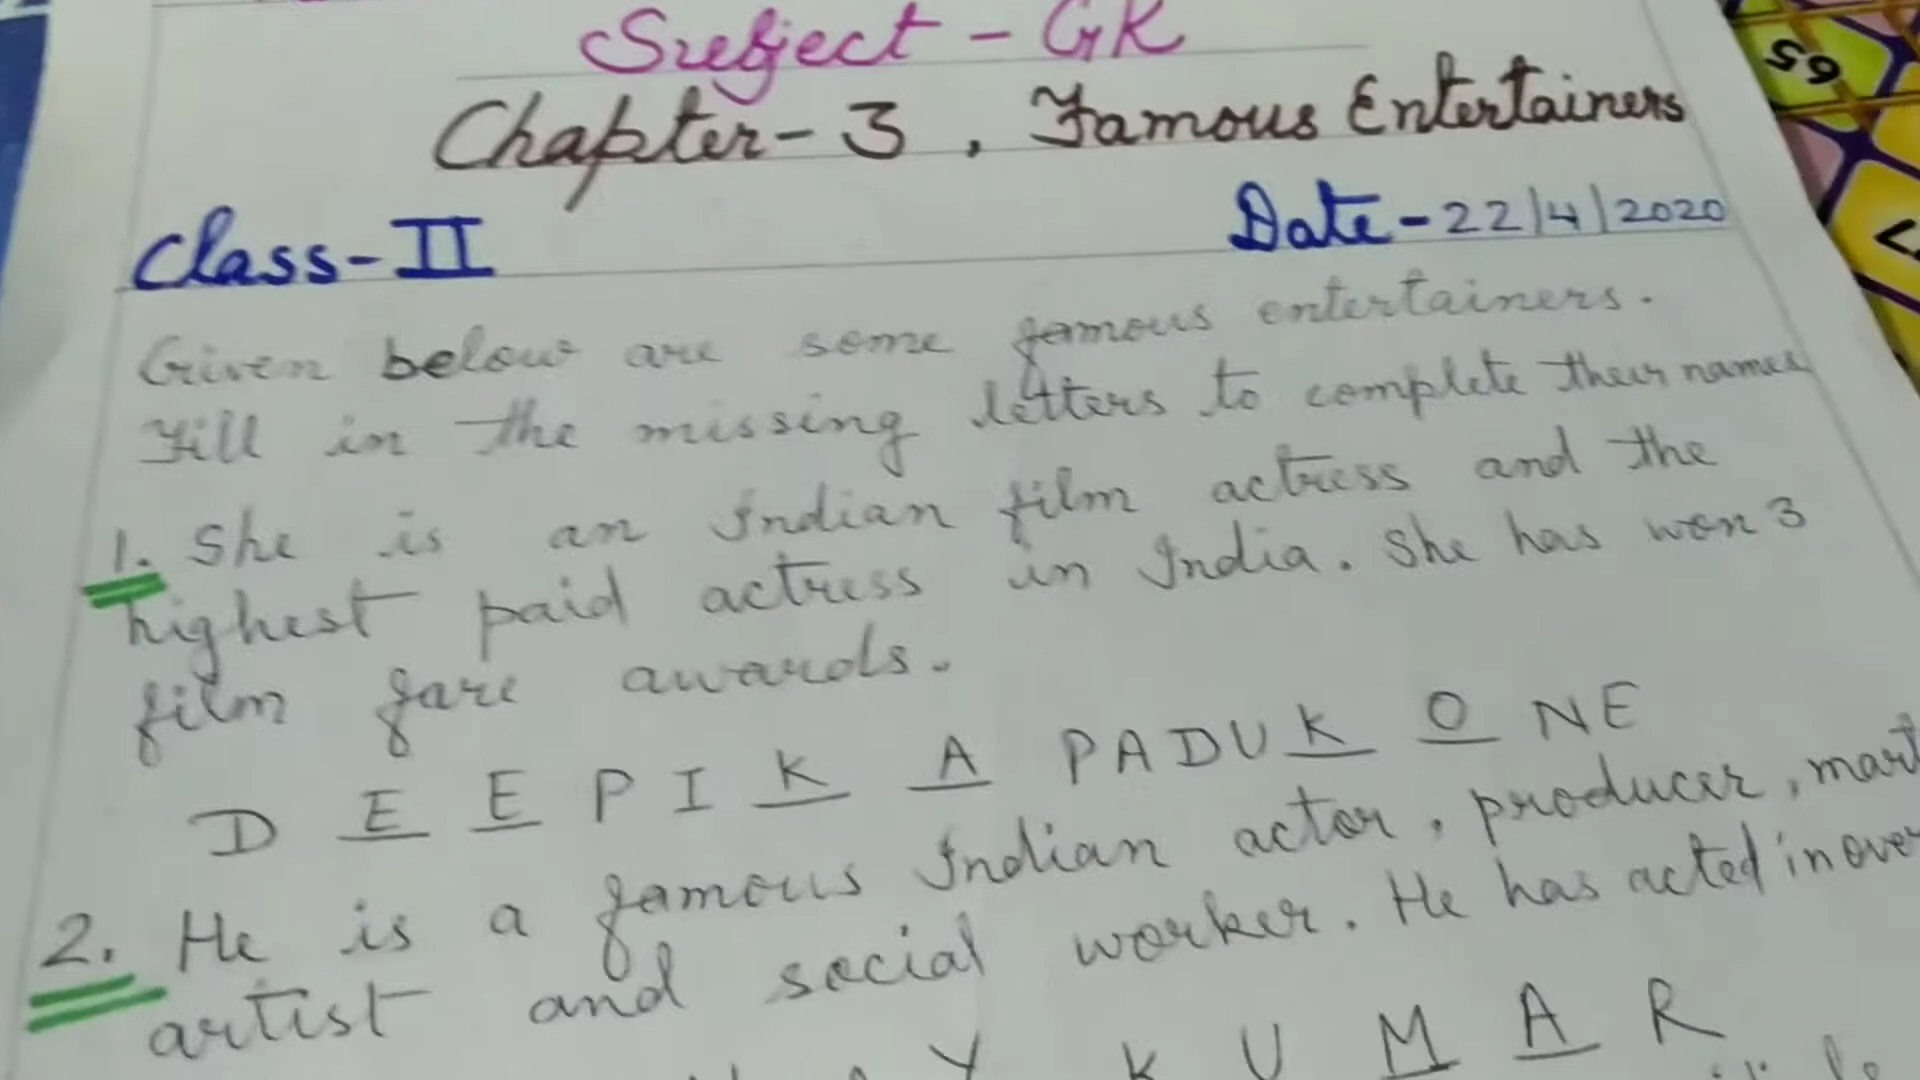 Subject - GK
Chapter - 3 , Famous Entertainers
Class-II Date - 22/4/2020
Given below are some famous entertainers.
Fill in the missing letters to complete their names
1. She is an Indian film actress and the
highest paid actress in India. She has won 3
film fare awards.
D E E P I K A PADUKONE
2. He is a famous Indian actor, producer, mart
artist and social worker. He has acted in over
A Y K U M A R
59